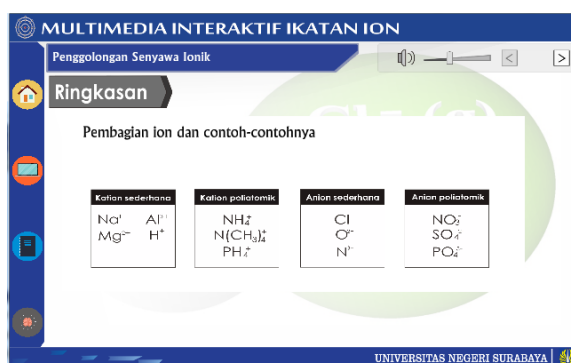 MULTIMEDIA INTERAKTIF IKATAN ION
Penggolongan Senyawa Ionik
Ringkasan
Pembagian ion dan contoh-contohnya
Kation sederhana
Na⁺ Al³⁺
Mg²⁺ H⁺
Kation poliatomik
NH₄⁺
N(CH₃)₄⁺
PH₄⁺
Anion sederhana
Cl
O²⁻
N³⁻
Anion poliatomik
NO₂⁻
SO₄²⁻
PO₄³⁻
UNIVERSITAS NEGERI SURABAYA